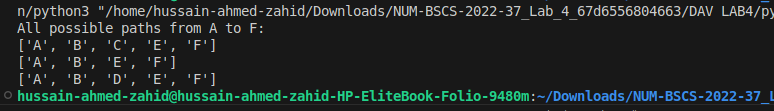 n/python3 "/home/hussain-ahmed-zahid/Downloads/NUM-BSCS-2022-37_Lab_4_67d6556804663/DAV LAB4/py
All possible paths from A to F:
['A', 'B', 'C', 'E', 'F']
['A', 'B', 'E', 'F']
['A', 'B', 'D', 'E', 'F']
hussain-ahmed-zahid@hussain-ahmed-zahid-HP-EliteBook-Folio-9480m:~/Downloads/NUM-BSCS-2022-37_L